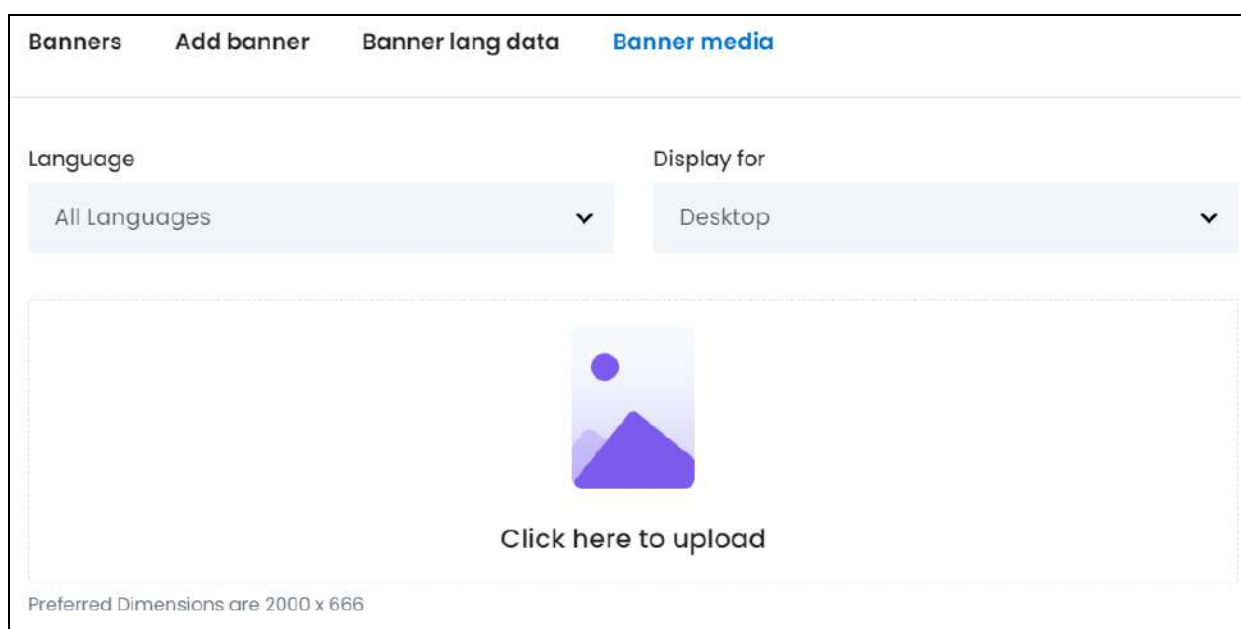 Banners Add banner Banner lang data Banner media
Language Display for
All Languages Desktop
Click here to upload
Preferred Dimensions are 2000 x 666